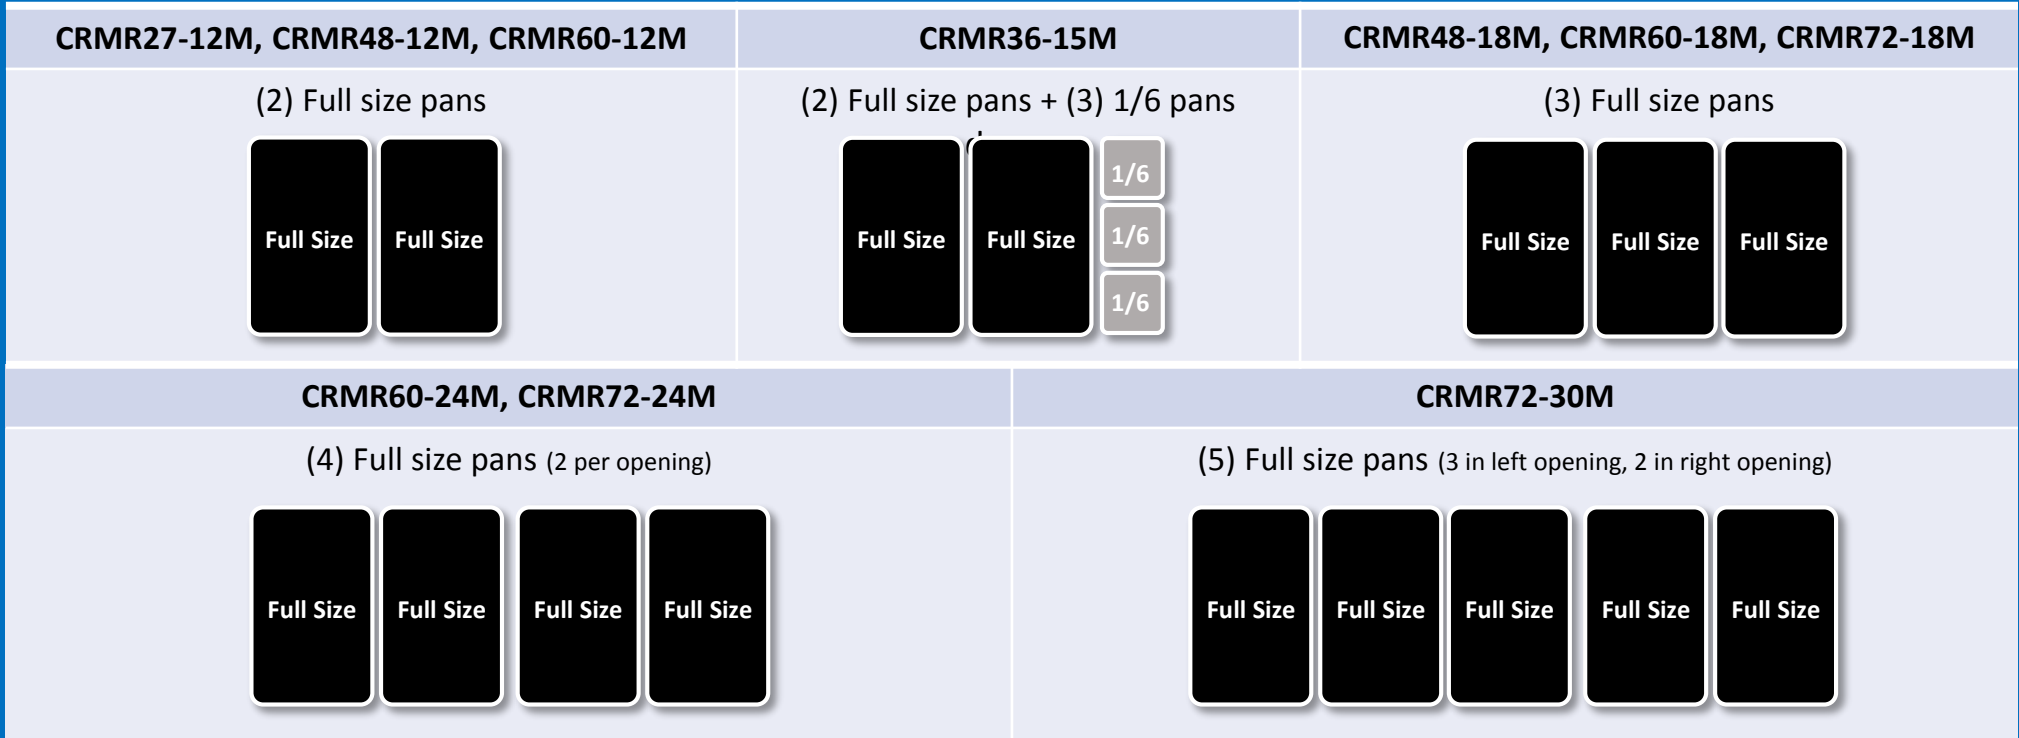 CRMR27-12M, CRMR48-12M, CRMR60-12M
(2) Full size pans
Full Size
Full Size
CRMR36-15M
(2) Full size pans + (3) 1/6 pans
Full Size
Full Size
1/6
1/6
1/6
CRMR48-18M, CRMR60-18M, CRMR72-18M
(3) Full size pans
Full Size
Full Size
Full Size
CRMR60-24M, CRMR72-24M
(4) Full size pans (2 per opening)
Full Size
Full Size
Full Size
Full Size
CRMR72-30M
(5) Full size pans (3 in left opening, 2 in right opening)
Full Size
Full Size
Full Size
Full Size
Full Size